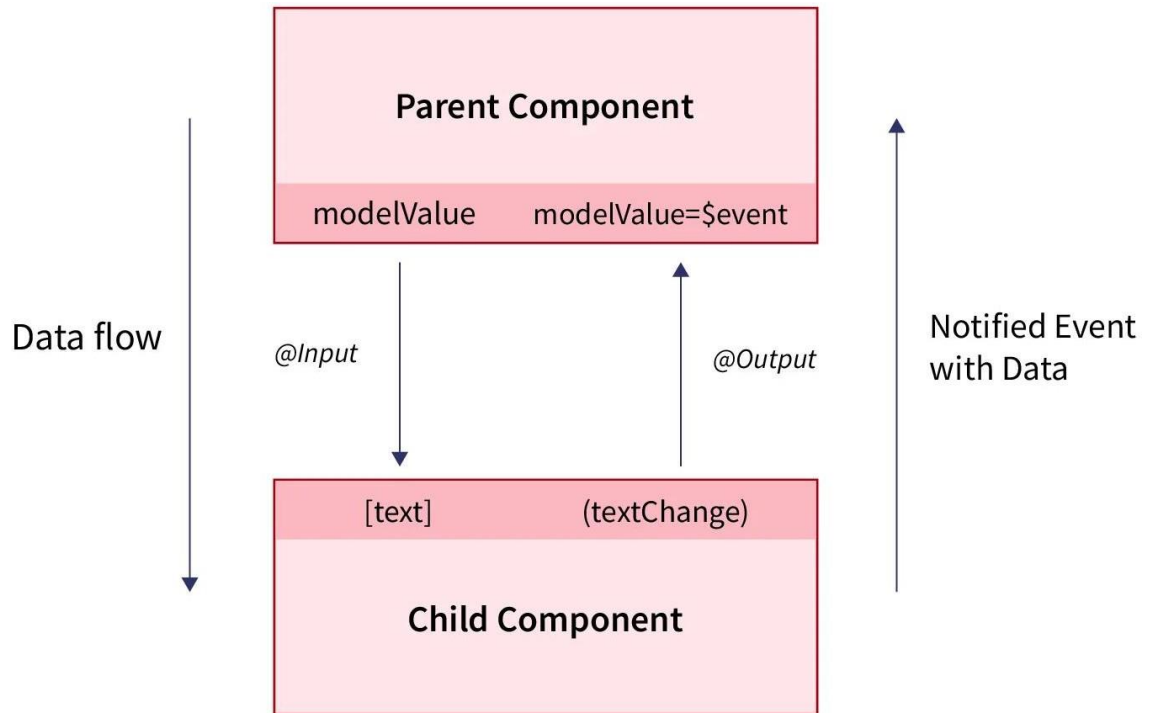 Parent Component
modelValue
modelValue=$event
Data flow
@Input
@Output
Notified Event
with Data
[text]
(textChange)
Child Component